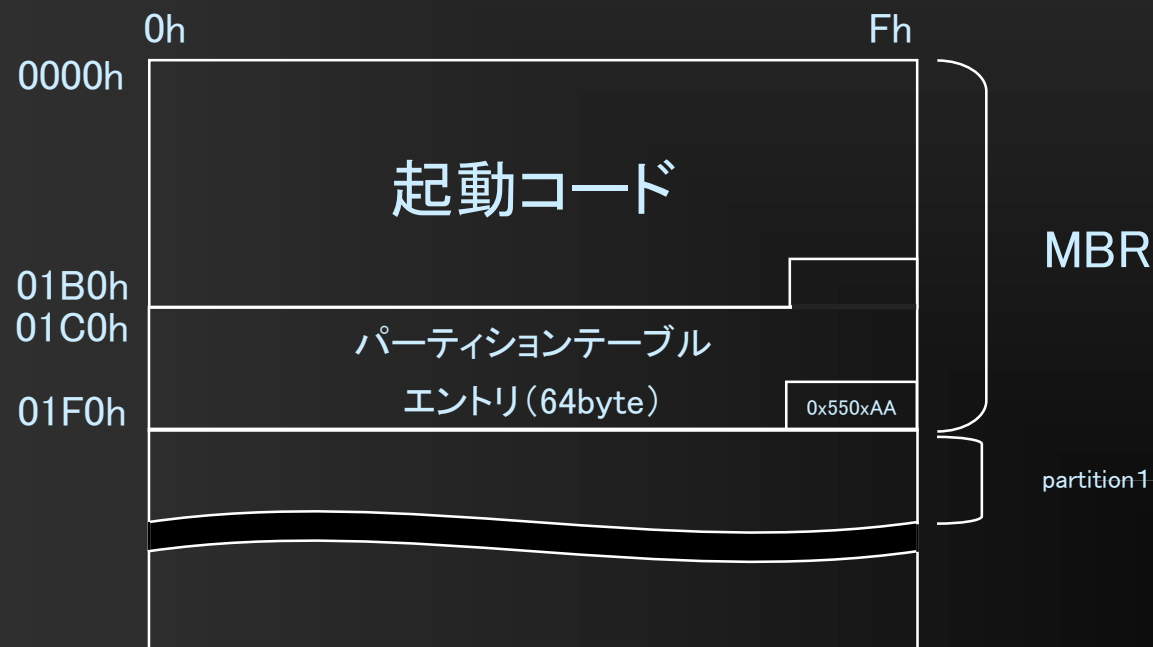 0h
Fh
0000h
起動コード
MBR
01B0h
01C0h
パーティションテーブル
エントリ（64byte）
01F0h
0x550xAA
partition1